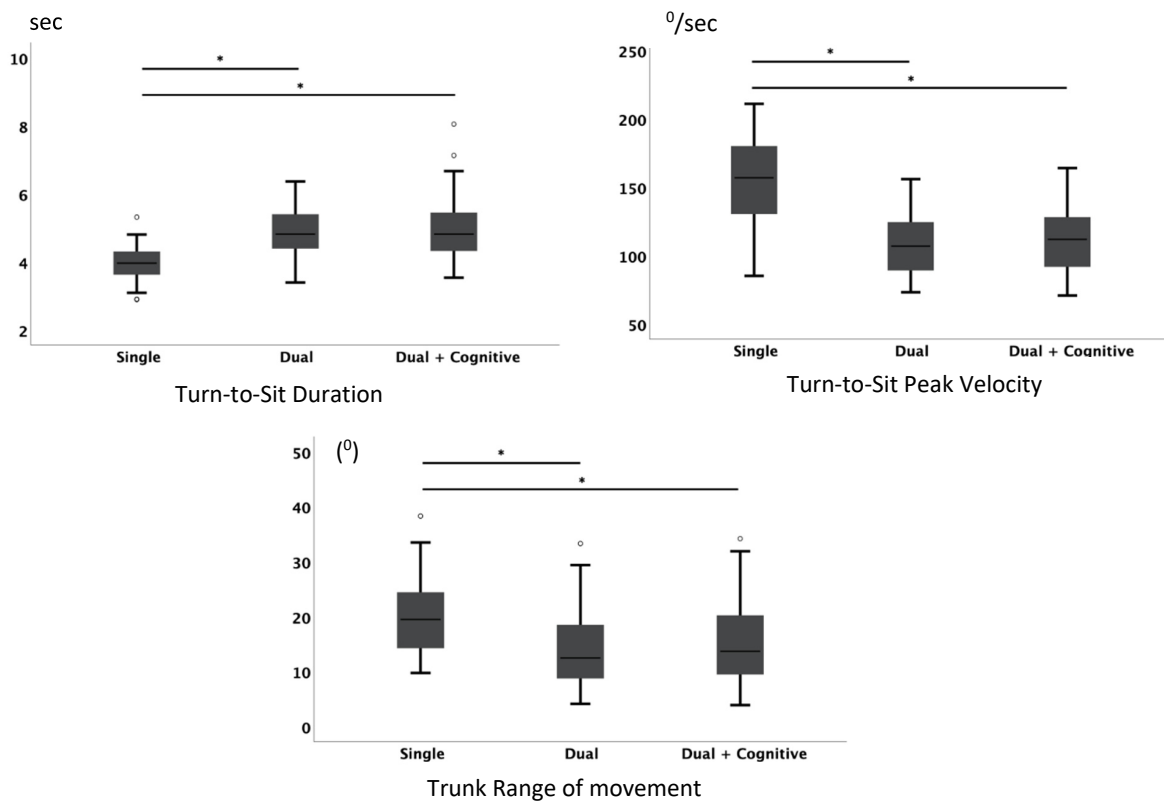 sec
10
8
6
4
2
*
*
Single Dual Dual + Cognitive
Turn-to-Sit Duration
⁰/sec
250
200
150
100
50
*
*
Single Dual Dual + Cognitive
Turn-to-Sit Peak Velocity
(⁰)
50
40
30
20
10
0
*
*
Single Dual Dual + Cognitive
Trunk Range of movement